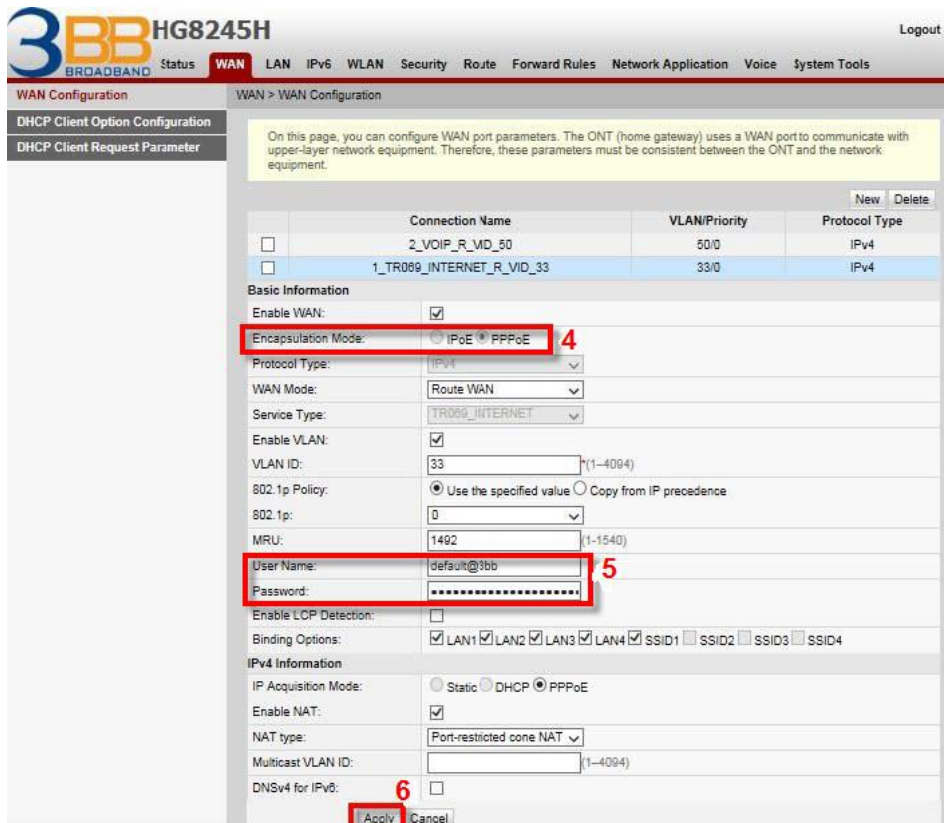 3BB HG8245H
BROADBAND
Logout
Status WAN LAN IPv6 WLAN Security Route Forward Rules Network Application Voice System Tools
WAN Configuration
WAN > WAN Configuration
DHCP Client Option Configuration
DHCP Client Request Parameter
On this page, you can configure WAN port parameters. The ONT (home gateway) uses a WAN port to communicate with
upper-layer network equipment. Therefore, these parameters must be consistent between the ONT and the network
equipment.
New Delete
Connection Name VLAN/Priority Protocol Type
2_VOIP_R_VID_50 50/0 IPv4
1_TR069_INTERNET_R_VID_33 33/0 IPv4
Basic Information
Enable WAN:
Encapsulation Mode: IPoE PPPoE 4
Protocol Type: IPv4
WAN Mode: Route WAN
Service Type: TR069_INTERNET
Enable VLAN:
VLAN ID: 33 *(1–4094)
802.1p Policy: Use the specified value Copy from IP precedence
802.1p: 0
MRU: 1492 (1-1540)
User Name: default@3bb 5
Password:
Enable LCP Detection:
Binding Options: LAN1 LAN2 LAN3 LAN4 SSID1 SSID2 SSID3 SSID4
IPv4 Information
IP Acquisition Mode: Static DHCP PPPoE
Enable NAT:
NAT type: Port-restricted cone NAT
Multicast VLAN ID: (1–4094)
DNSv4 for IPv6: 6
Apply Cancel